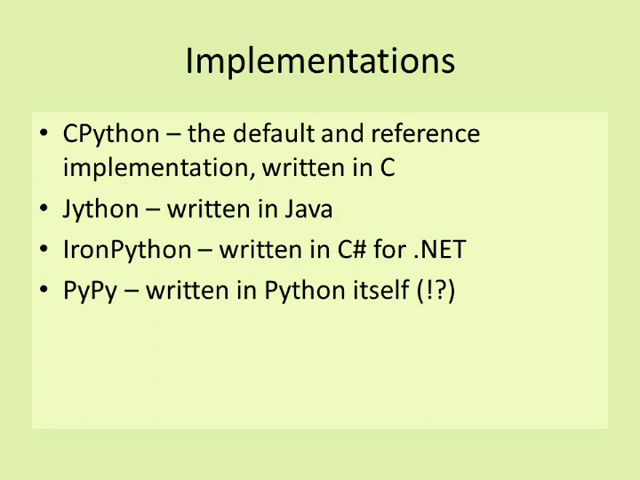 Implementations
• CPython – the default and reference
implementation, written in C
• Jython – written in Java
• IronPython – written in C# for .NET
• PyPy – written in Python itself (!?)